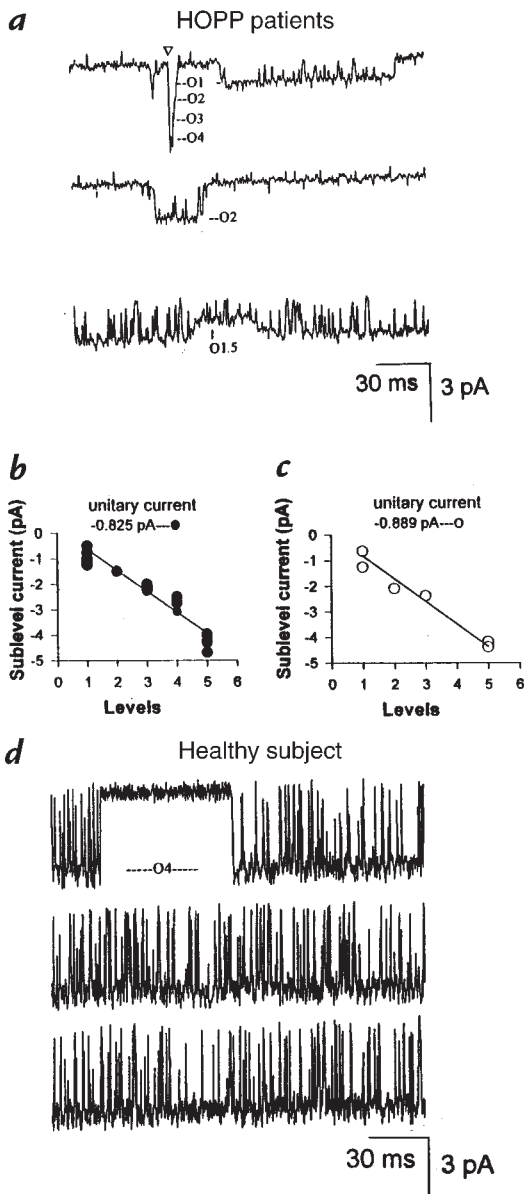 a HOPP patients
--O1
--O2
--O3
--O4
--O2
O1.5
30 ms 3 pA
b
unitary current
-0.825 pA---●
Sublevel current (pA)
0
-1
-2
-3
-4
-5
0 1 2 3 4 5 6
Levels
c
unitary current
-0.889 pA---○
Sublevel current (pA)
0
-1
-2
-3
-4
-5
0 1 2 3 4 5 6
Levels
d Healthy subject
-----O4------
30 ms 3 pA